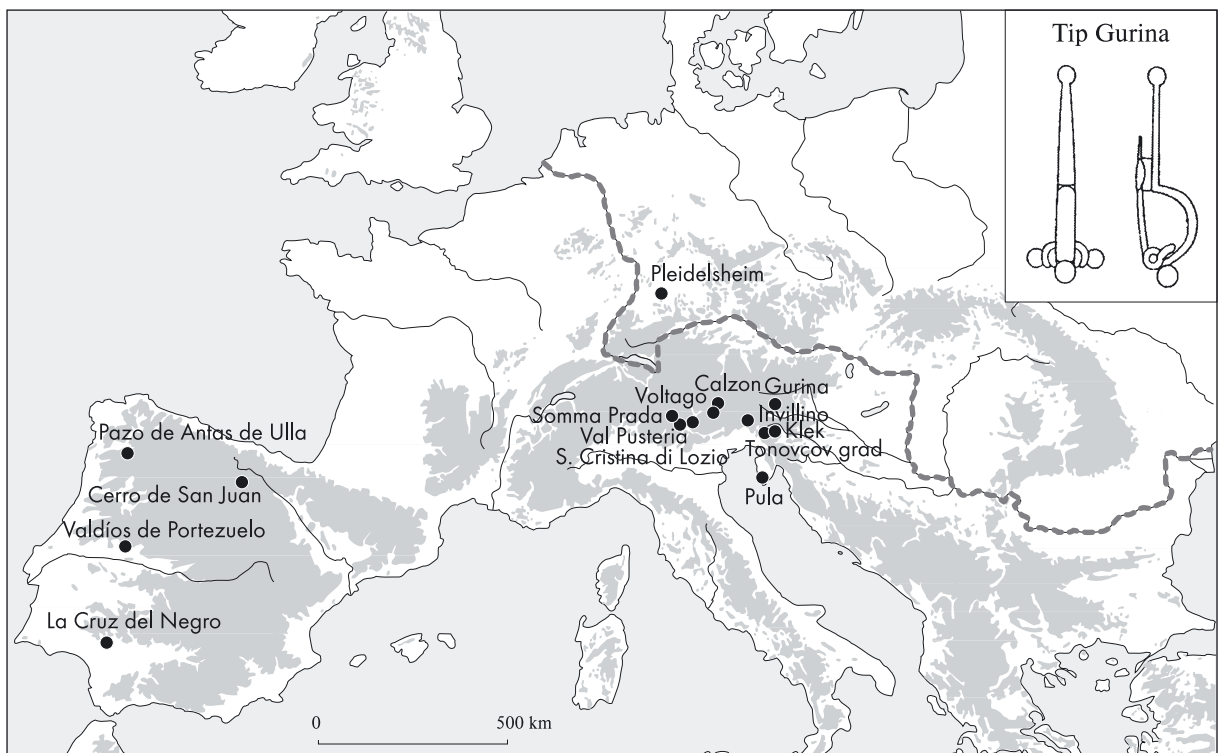 Tip Gurina
Pleidelsheim
Calzon
Gurina
Voltago
Somma Prada
Invillino
Val Pusteria
Klek
S. Cristina di Lozio
Tonovcov grad
Pula
Pazo de Antas de Ulla
Cerro de San Juan
Valdíos de Portezuelo
La Cruz del Negro
0
500 km